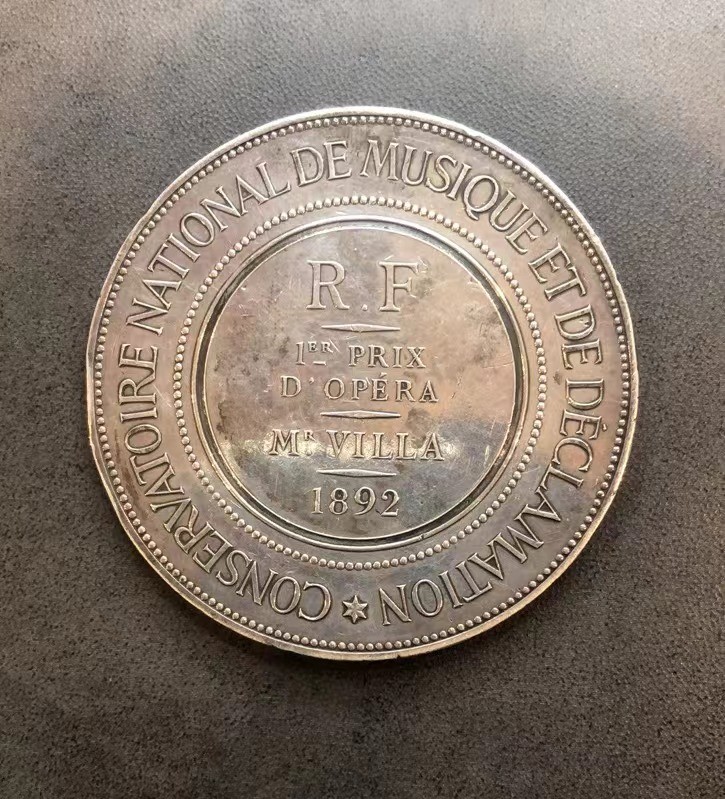 CONSERVATOIRE NATIONAL DE MUSIQUE ET DE DÉCLAMATION
R.F
1ER PRIX
D'OPÉRA
MR VILLA
1892